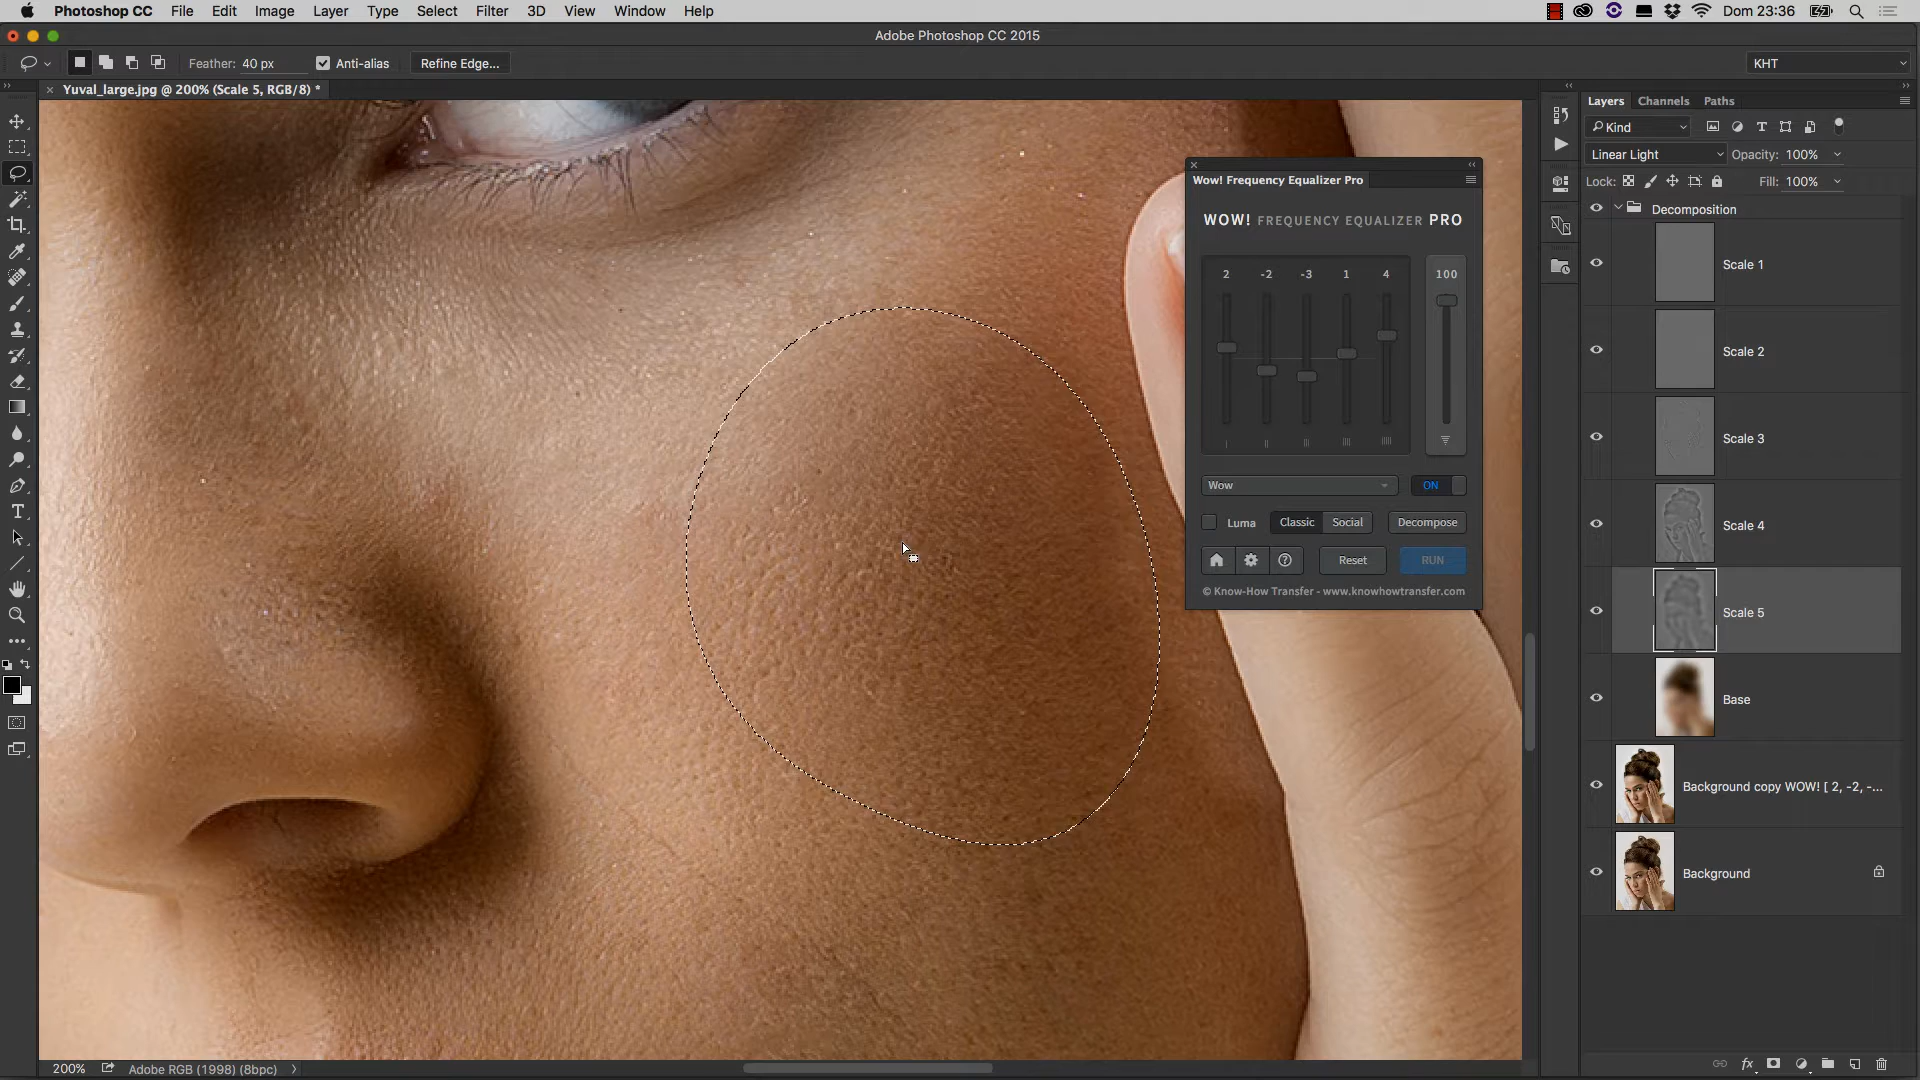 Photoshop CC File Edit Image Layer Type Select Filter 3D View Window Help Dom 23:36
Adobe Photoshop CC 2015
Feather: 40 px Anti-alias Refine Edge... KHT
Yuval_large.jpg @ 200% (Scale 5, RGB/8) *
Layers Channels Paths
Kind
Linear Light Opacity: 100%
Lock: Fill: 100%
Decomposition
Scale 1
Scale 2
Scale 3
Scale 4
Scale 5
Base
Background copy WOW! [ 2, -2, -...
Background
Wow! Frequency Equalizer Pro
WOW! FREQUENCY EQUALIZER PRO
2 -2 -3 1 4 100
Wow ON
Luma Classic Social Decompose
Reset RUN
© Know-How Transfer - www.knowhowtransfer.com
200% Adobe RGB (1998) (8bpc)